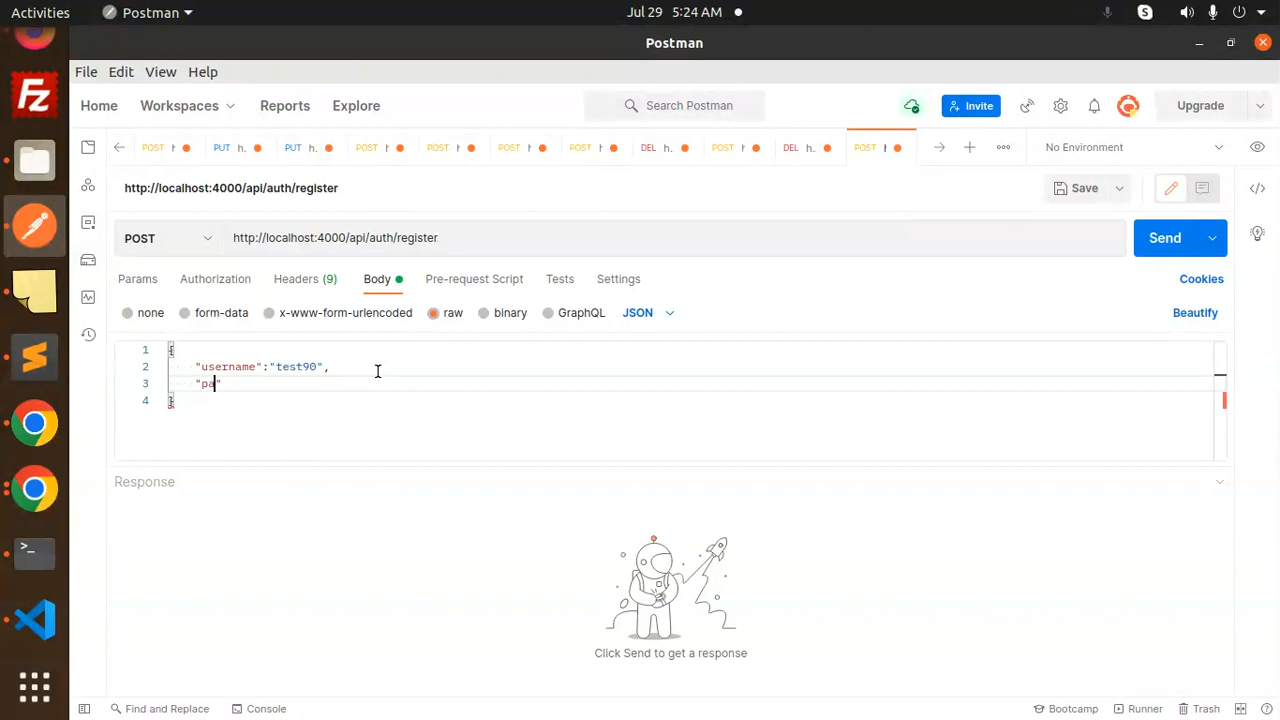 Activities Postman Jul 29 5:24 AM
Postman
File Edit View Help
Home Workspaces Reports Explore Search Postman Invite Upgrade
POST h PUT h. PUT h. POST h POST h POST h POST h DEL h. POST h DEL h. POST h No Environment
http://localhost:4000/api/auth/register Save
POST http://localhost:4000/api/auth/register Send
Params Authorization Headers (9) Body Pre-request Script Tests Settings Cookies
none form-data x-www-form-urlencoded raw binary GraphQL JSON Beautify
1 {
2 "username":"test90",
3 "pa"
4 }
Response
Click Send to get a response
Find and Replace Console Bootcamp Runner Trash